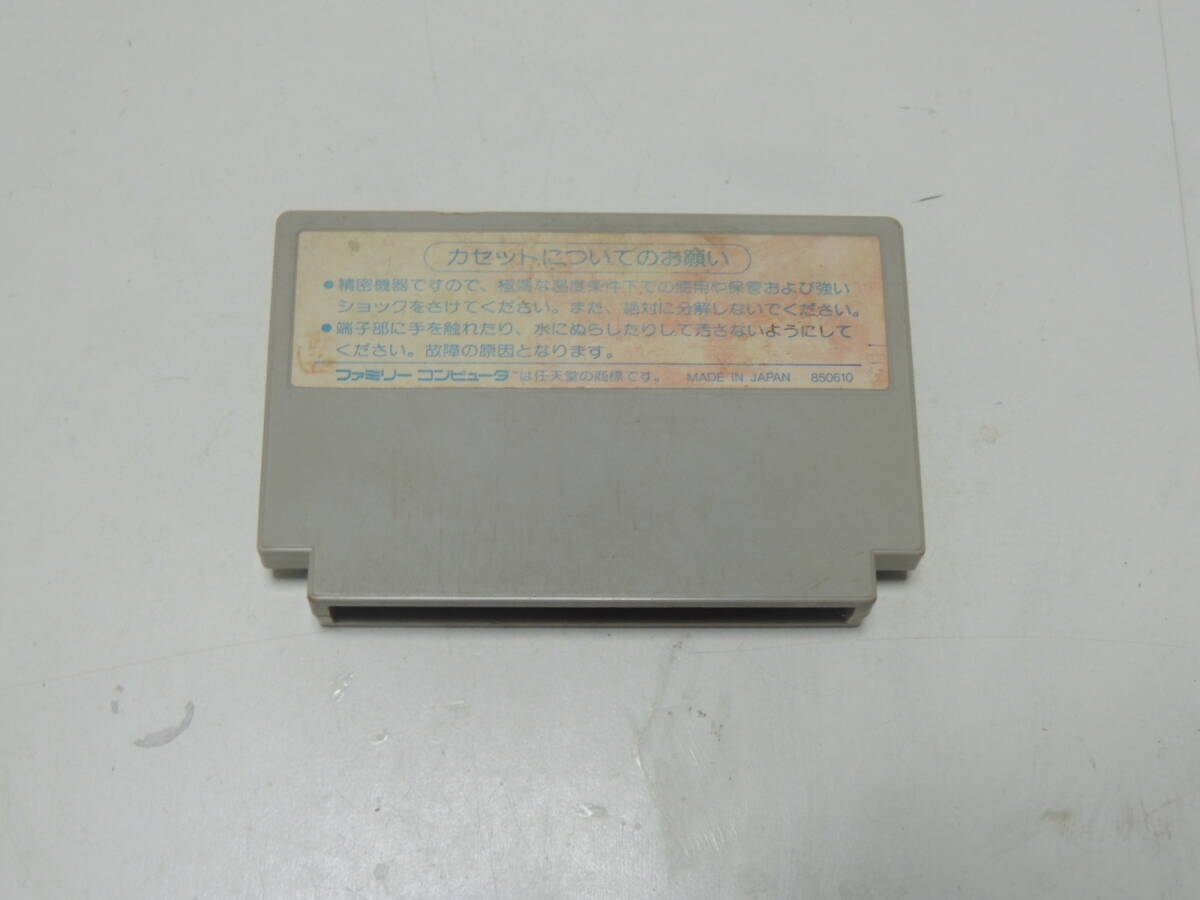 カセットについてのお願い
●精密機器ですので、極端な温度条件下での使用や保管および強い
ショックをさけてください。また、絶対に分解しないでください。
●端子部に手を触れたり、水にぬらしたりして汚さないようにして
ください。故障の原因となります。
ファミリー コンピュータ™は任天堂の商標です。 MADE IN JAPAN 850610